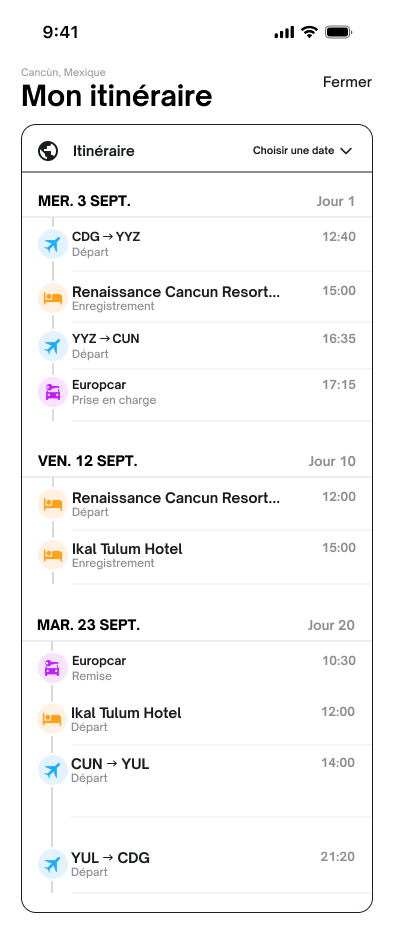 9:41
Cancùn, Mexique
Mon itinéraire
Fermer
Itinéraire
Choisir une date
MER. 3 SEPT.
Jour 1
CDG → YYZ
12:40
Départ
Renaissance Cancun Resort...
15:00
Enregistrement
YYZ → CUN
16:35
Départ
Europcar
17:15
Prise en charge
VEN. 12 SEPT.
Jour 10
Renaissance Cancun Resort...
12:00
Départ
Ikal Tulum Hotel
15:00
Enregistrement
MAR. 23 SEPT.
Jour 20
Europcar
10:30
Remise
Ikal Tulum Hotel
12:00
Départ
CUN → YUL
14:00
Départ
YUL → CDG
21:20
Départ